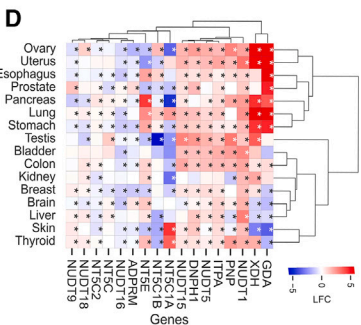 D
Ovary
Uterus
Esophagus
Prostate
Pancreas
Lung
Stomach
Testis
Bladder
Colon
Kidney
Breast
Brain
Liver
Skin
Thyroid
NUDT9
NUDT18
NT5C2
NT5C
NUDT16
ADPRM
NT5E
NT5C1B
NT5C1A
NUDT15
DNPH1
NUDT5
ITPA
PNP
NUDT1
XDH
GDA
Genes
-5 0 5
LFC